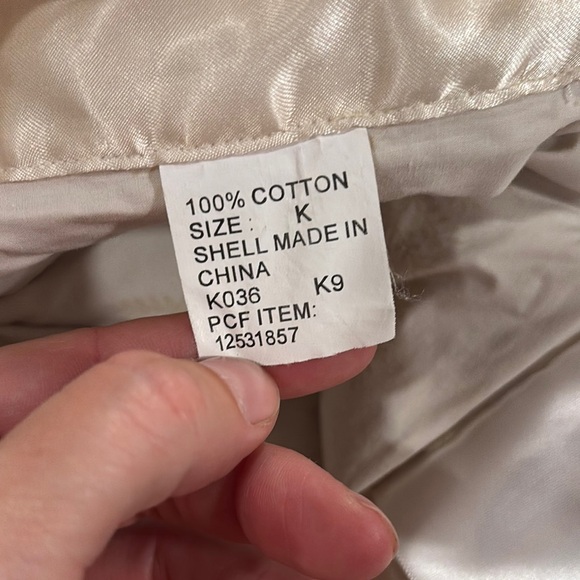 100% COTTON
SIZE : K
SHELL MADE IN
CHINA
K036 K9
PCF ITEM:
12531857